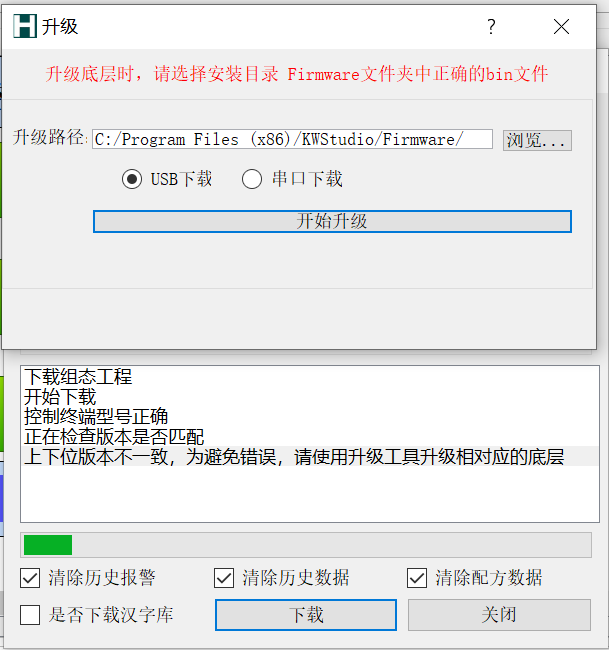 升级
升级底层时，请选择安装目录 Firmware文件夹中正确的bin文件
升级路径: C:/Program Files (x86)/KWStudio/Firmware/ 浏览...
USB下载 串口下载
开始升级
下载组态工程
开始下载
控制终端型号正确
正在检查版本是否匹配
上下位版本不一致，为避免错误，请使用升级工具升级相对应的底层
清除历史报警 清除历史数据 清除配方数据
是否下载汉字库 下载 关闭